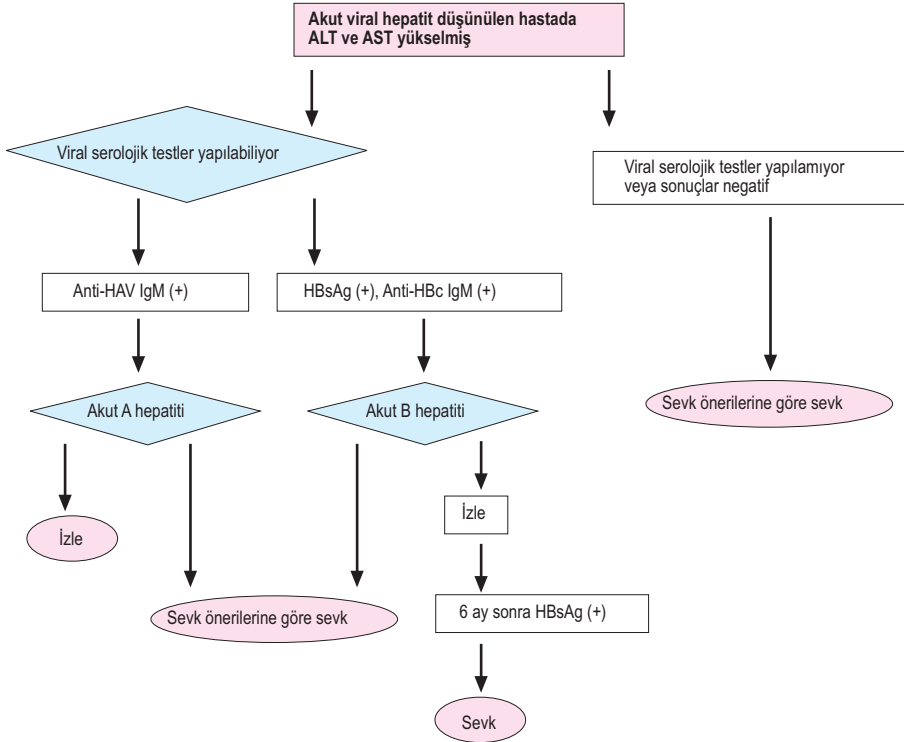 Akut viral hepatit düşünülen hastada
ALT ve AST yükselmiş
Viral serolojik testler yapılabiliyor
Viral serolojik testler yapılamıyor
veya sonuçlar negatif
Anti-HAV IgM (+)
HBsAg (+), Anti-HBc IgM (+)
Akut A hepatiti
Akut B hepatiti
Sevk önerilerine göre sevk
İzle
İzle
Sevk önerilerine göre sevk
6 ay sonra HBsAg (+)
Sevk